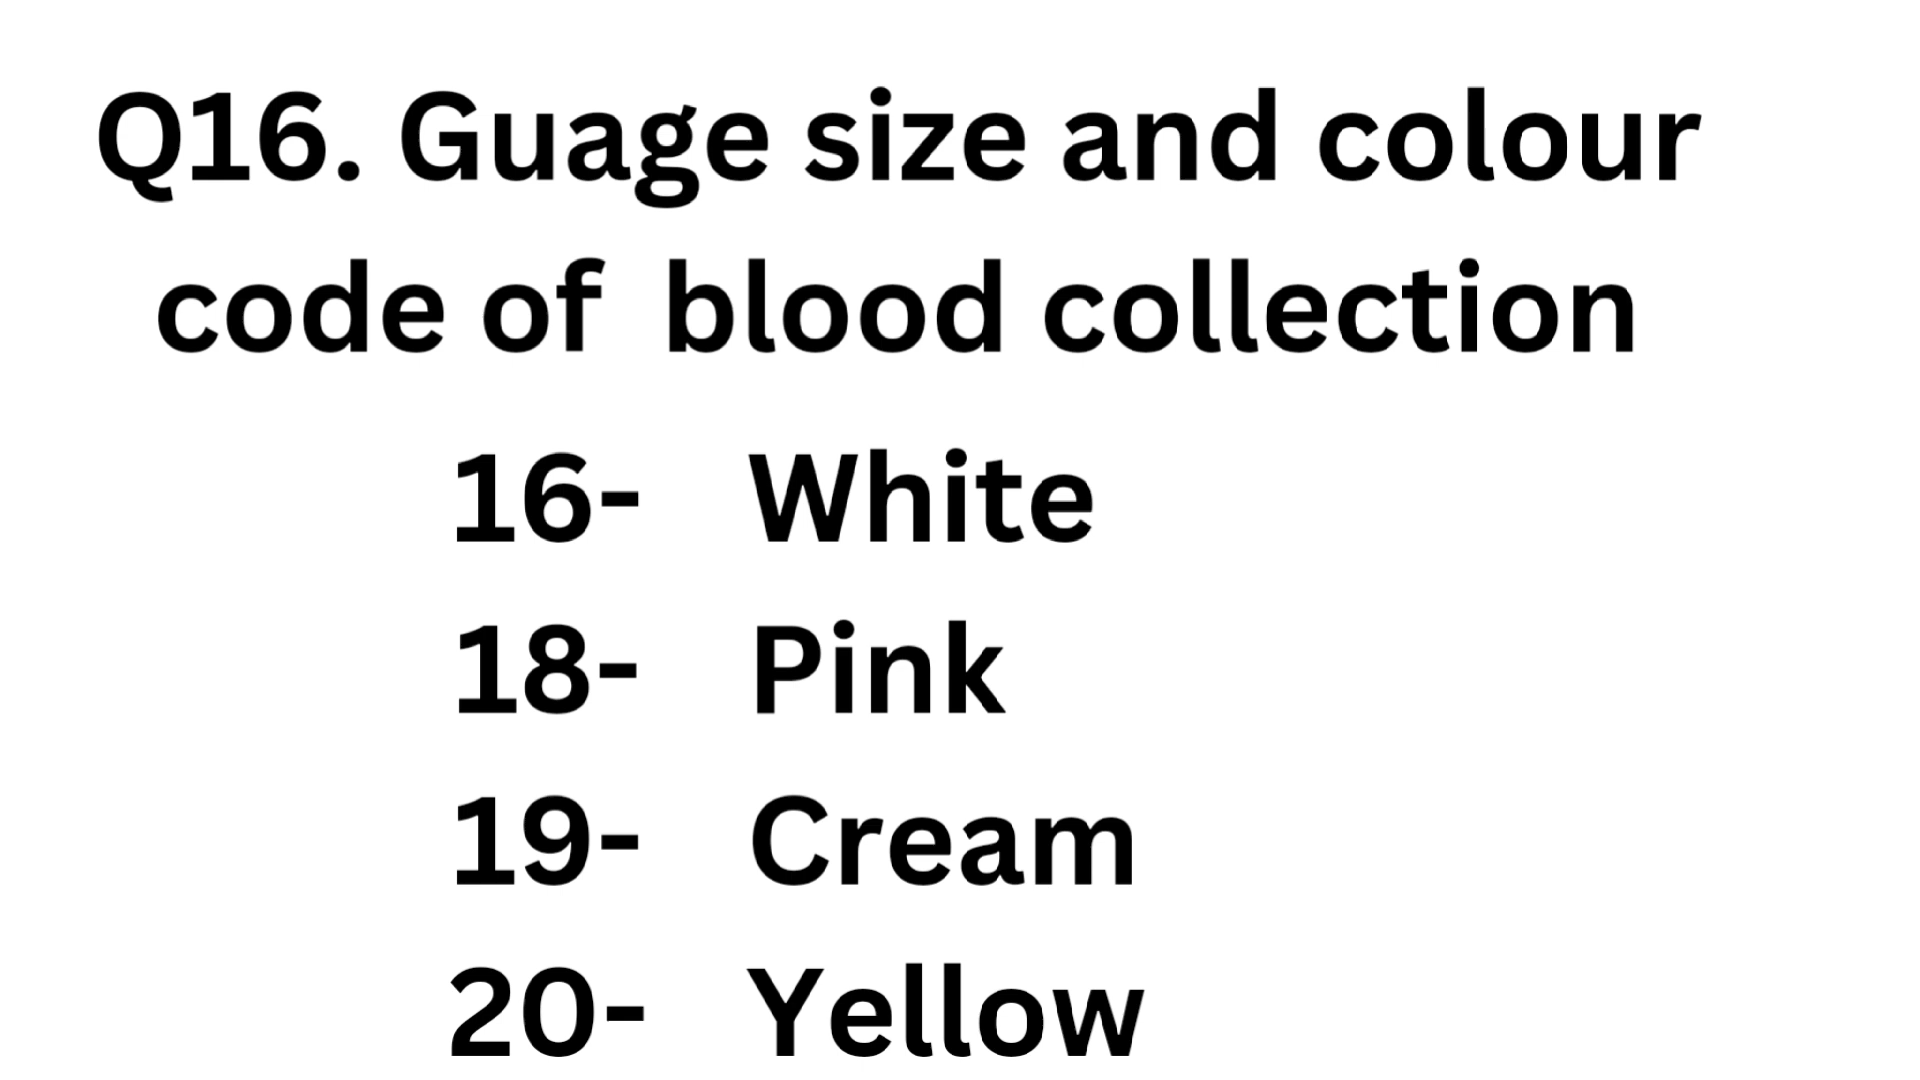 Q16. Guage size and colour
code of blood collection
16- White
18- Pink
19- Cream
20- Yellow